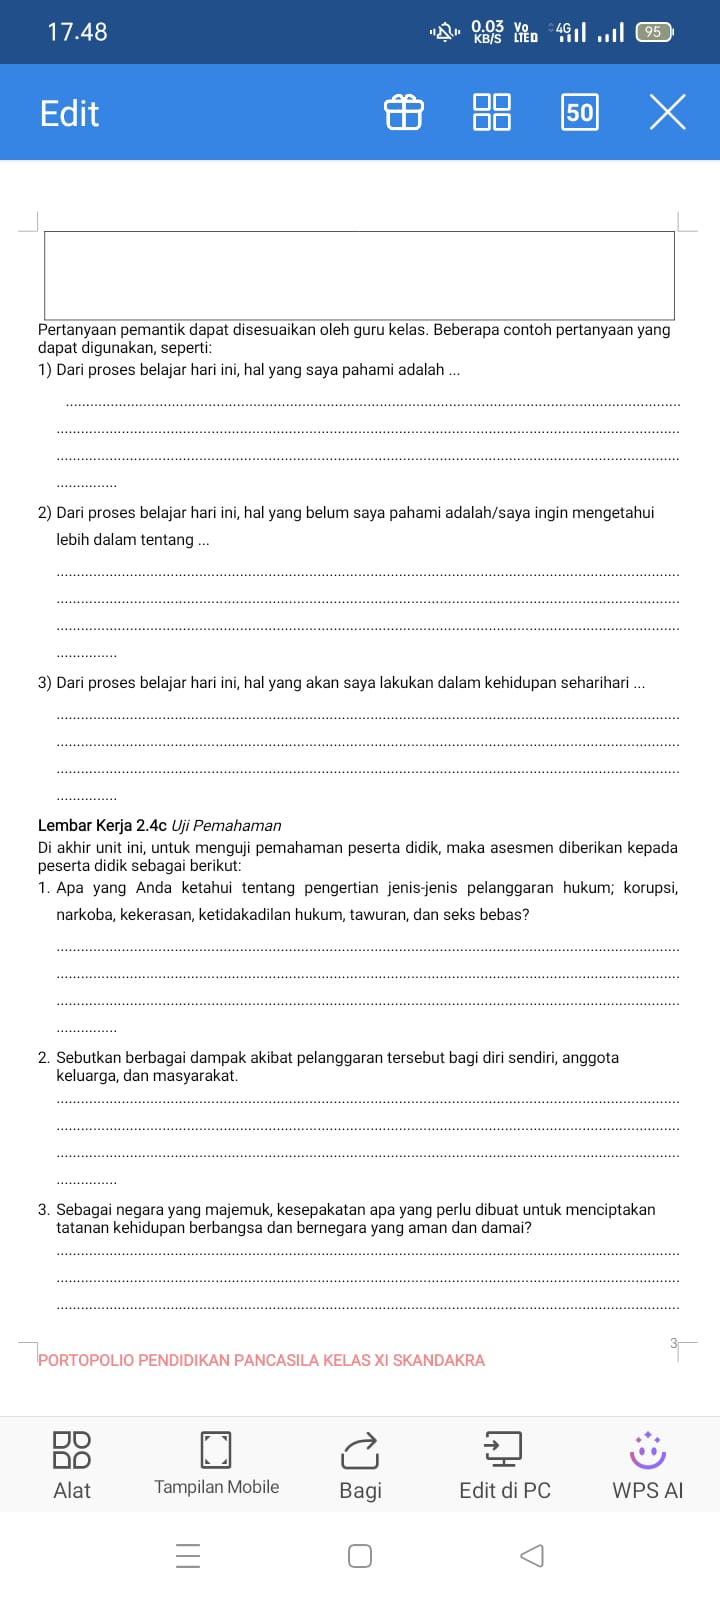 17.48
0.03 KB/S
Vo LTE
4G
95
Edit
50
Pertanyaan pemantik dapat disesuaikan oleh guru kelas. Beberapa contoh pertanyaan yang
dapat digunakan, seperti:
1) Dari proses belajar hari ini, hal yang saya pahami adalah ...
2) Dari proses belajar hari ini, hal yang belum saya pahami adalah/saya ingin mengetahui
lebih dalam tentang ...
3) Dari proses belajar hari ini, hal yang akan saya lakukan dalam kehidupan seharihari ...
Lembar Kerja 2.4c Uji Pemahaman
Di akhir unit ini, untuk menguji pemahaman peserta didik, maka asesmen diberikan kepada
peserta didik sebagai berikut:
1. Apa yang Anda ketahui tentang pengertian jenis-jenis pelanggaran hukum; korupsi,
narkoba, kekerasan, ketidakadilan hukum, tawuran, dan seks bebas?
2. Sebutkan berbagai dampak akibat pelanggaran tersebut bagi diri sendiri, anggota
keluarga, dan masyarakat.
3. Sebagai negara yang majemuk, kesepakatan apa yang perlu dibuat untuk menciptakan
tatanan kehidupan berbangsa dan bernegara yang aman dan damai?
3
PORTOPOLIO PENDIDIKAN PANCASILA KELAS XI SKANDAKRA
Alat
Tampilan Mobile
Bagi
Edit di PC
WPS AI